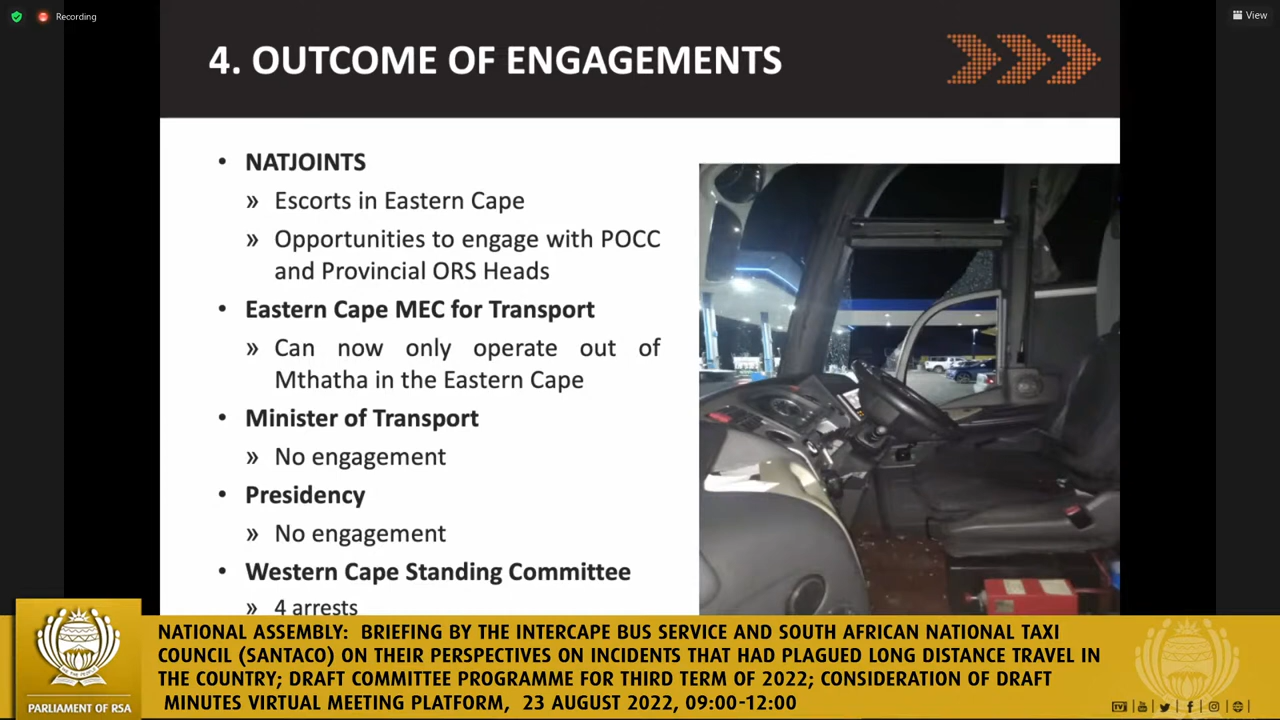 Recording
View
4. OUTCOME OF ENGAGEMENTS
• NATJOINTS
» Escorts in Eastern Cape
» Opportunities to engage with POCC
and Provincial ORS Heads
• Eastern Cape MEC for Transport
» Can now only operate out of
Mthatha in the Eastern Cape
• Minister of Transport
» No engagement
• Presidency
» No engagement
• Western Cape Standing Committee
» 4 arrests
NATIONAL ASSEMBLY: BRIEFING BY THE INTERCAPE BUS SERVICE AND SOUTH AFRICAN NATIONAL TAXI
COUNCIL (SANTACO) ON THEIR PERSPECTIVES ON INCIDENTS THAT HAD PLAGUED LONG DISTANCE TRAVEL IN
THE COUNTRY; DRAFT COMMITTEE PROGRAMME FOR THIRD TERM OF 2022; CONSIDERATION OF DRAFT
MINUTES VIRTUAL MEETING PLATFORM, 23 AUGUST 2022, 09:00-12:00
PARLIAMENT OF RSA